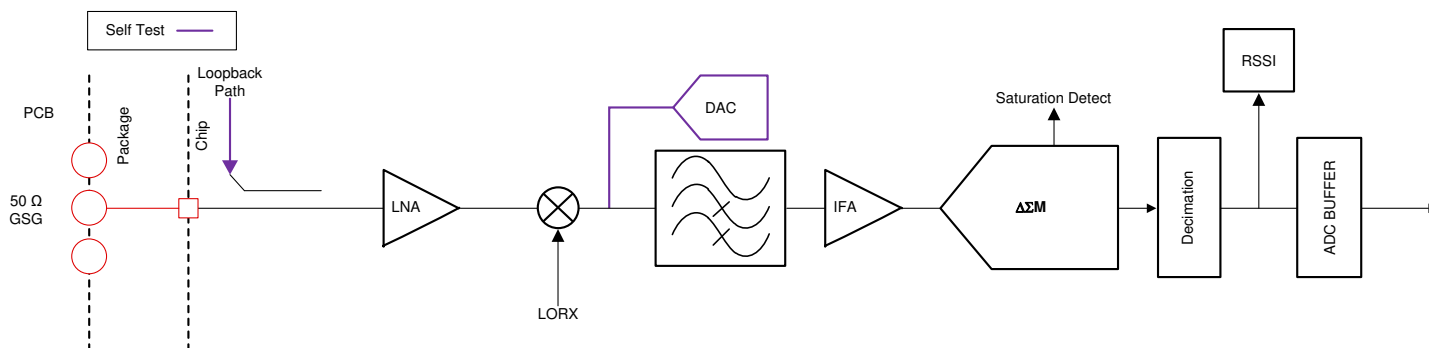 Self Test
Loopback
Path
PCB
Package
Chip
50 Ω
GSG
LNA
LORX
DAC
IFA
Saturation Detect
ΔΣM
Decimation
RSSI
ADC BUFFER